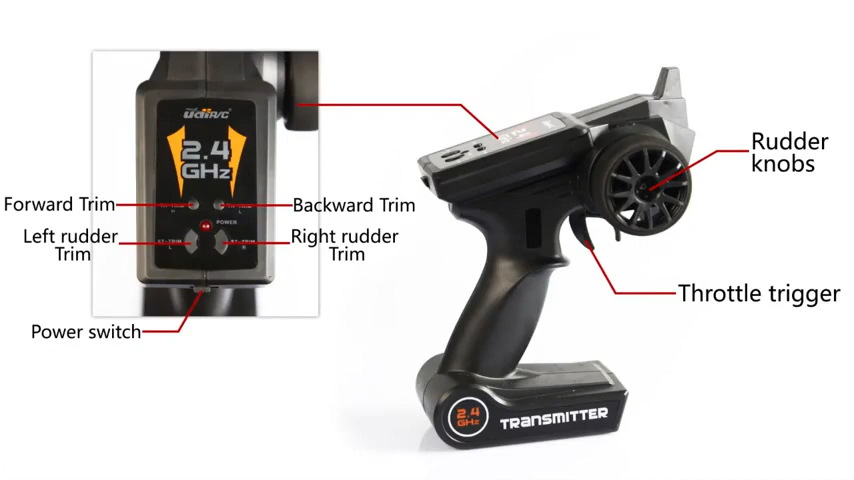 UdiR/C
2.4
GHz
Forward Trim
Backward Trim
POWER
Left rudder
Trim
Right rudder
Trim
Power switch
Rudder
knobs
Throttle trigger
2.4
GHz
TRANSMITTER